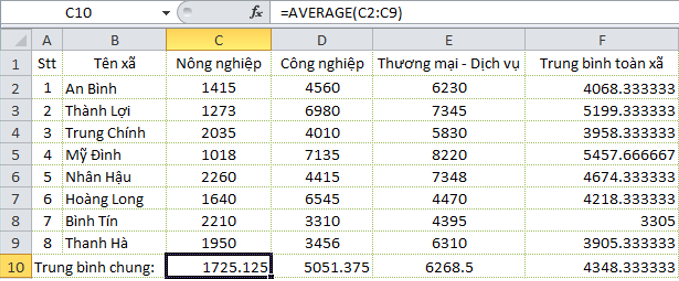 C10 fx =AVERAGE(C2:C9)
A B C D E F
1 Stt Tên xã Nông nghiệp Công nghiệp Thương mại - Dịch vụ Trung bình toàn xã
2 1 An Bình 1415 4560 6230 4068.333333
3 2 Thành Lợi 1273 6980 7345 5199.333333
4 3 Trung Chính 2035 4010 5830 3958.333333
5 4 Mỹ Đình 1018 7135 8220 5457.666667
6 5 Nhân Hậu 2260 4415 7348 4674.333333
7 6 Hoàng Long 1640 6545 4470 4218.333333
8 7 Bình Tín 2210 3310 4395 3305
9 8 Thanh Hà 1950 3456 6310 3905.333333
10 Trung bình chung: 1725.125 5051.375 6268.5 4348.333333